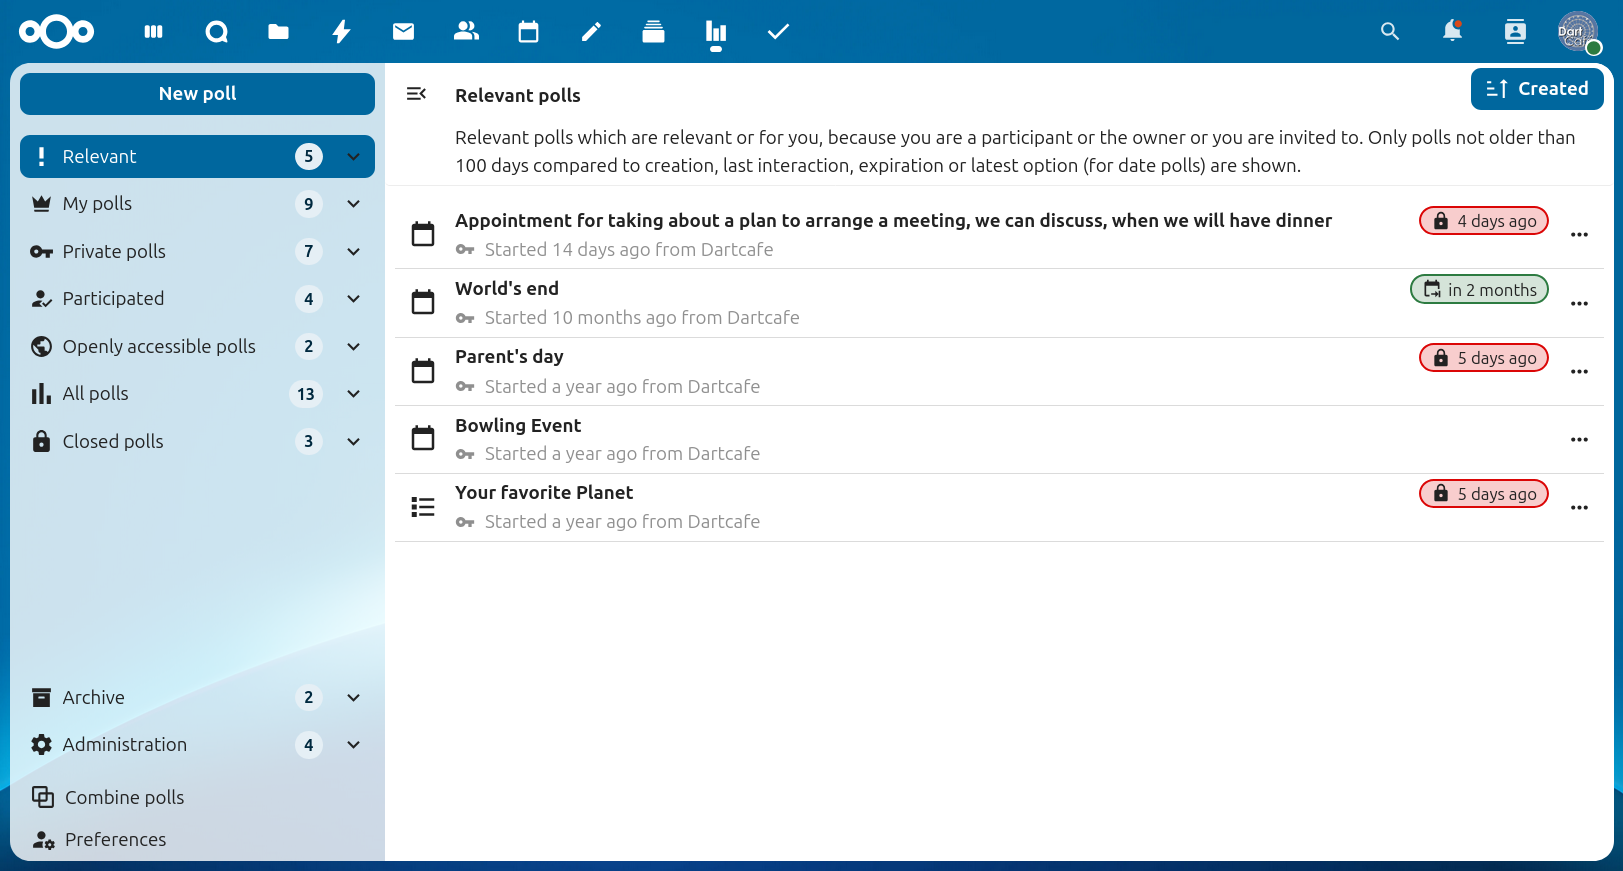 Dart
Café
New poll
Relevant 5
My polls 9
Private polls 7
Participated 4
Openly accessible polls 2
All polls 13
Closed polls 3
Archive 2
Administration 4
Combine polls
Preferences
Relevant polls
Created
Relevant polls which are relevant or for you, because you are a participant or the owner or you are invited to. Only polls not older than
100 days compared to creation, last interaction, expiration or latest option (for date polls) are shown.
Appointment for taking about a plan to arrange a meeting, we can discuss, when we will have dinner
4 days ago
Started 14 days ago from Dartcafe
World's end
in 2 months
Started 10 months ago from Dartcafe
Parent's day
5 days ago
Started a year ago from Dartcafe
Bowling Event
Started a year ago from Dartcafe
Your favorite Planet
5 days ago
Started a year ago from Dartcafe